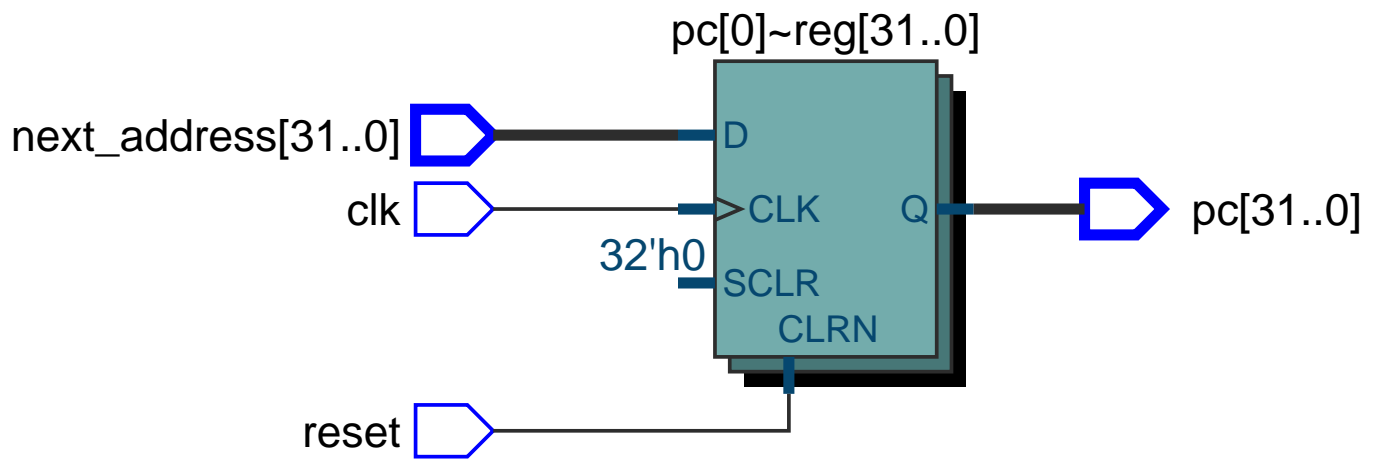 pc[0]~reg[31..0]
next_address[31..0]
D
clk
CLK
Q
pc[31..0]
32'h0
SCLR
CLRN
reset